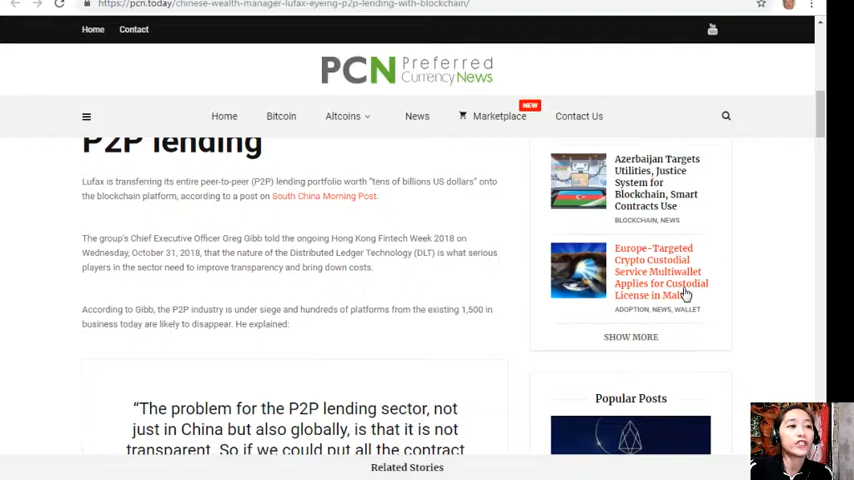 https://pcn.today/chinese-wealth-manager-lufax-eyeing-p2p-lending-with-blockchain/
Home Contact
PCN Preferred
Currency News
NEW
Home Bitcoin Altcoins News Marketplace Contact Us
P2P lending
Lufax is transferring its entire peer-to-peer (P2P) lending portfolio worth “tens of billions US dollars” onto
the blockchain platform, according to a post on South China Morning Post.
The group's Chief Executive Officer Greg Gibb told the ongoing Hong Kong Fintech Week 2018 on
Wednesday, October 31, 2018, that the nature of the Distributed Ledger Technology (DLT) is what serious
players in the sector need to improve transparency and bring down costs.
According to Gibb, the P2P industry is under siege and hundreds of platforms from the existing 1,500 in
business today are likely to disappear. He explained:
“The problem for the P2P lending sector, not
just in China but also globally, is that it is not
transparent. So if we could put all the contract
Azerbaijan Targets
Utilities, Justice
System for
Blockchain, Smart
Contracts Use
BLOCKCHAIN, NEWS
Europe-Targeted
Crypto Custodial
Service Multiwallet
Applies for Custodial
License in Malta
ADOPTION, NEWS, WALLET
SHOW MORE
Popular Posts
Related Stories